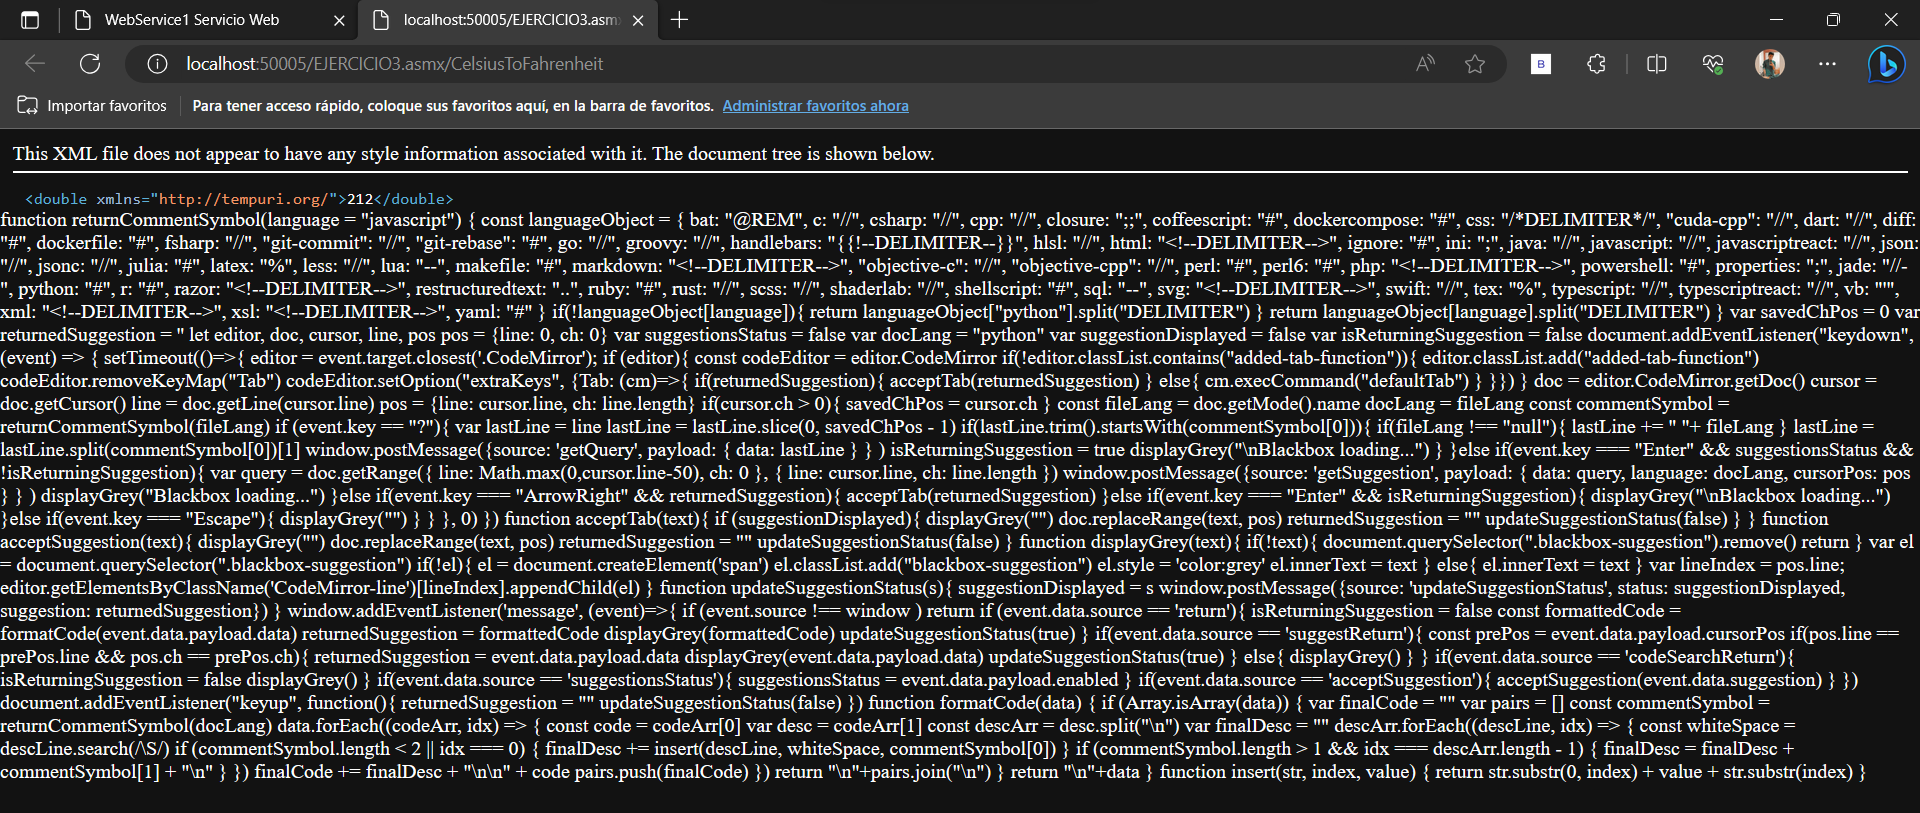 WebService1 Servicio Web
localhost:50005/EJERCICIO3.asm
localhost:50005/EJERCICIO3.asmx/CelsiusToFahrenheit
Importar favoritos
Para tener acceso rápido, coloque sus favoritos aquí, en la barra de favoritos. Administrar favoritos ahora
This XML file does not appear to have any style information associated with it. The document tree is shown below.
<double xmlns="http://tempuri.org/">212</double>
function returnCommentSymbol(language = "javascript") { const languageObject = { bat: "@REM", c: "//", csharp: "//", cpp: "//", closure: ";;", coffeescript: "#", dockercompose: "#", css: "/*DELIMITER*/", "cuda-cpp": "//", dart: "//", diff:
"#", dockerfile: "#", fsharp: "//", "git-commit": "//", "git-rebase": "#", go: "//", groovy: "//", handlebars: "{{!--DELIMITER--}}", hlsl: "//", html: "<!--DELIMITER-->", ignore: "#", ini: ";", java: "//", javascript: "//", javascriptreact: "//", json:
"//", jsonc: "//", julia: "#", latex: "%", less: "//", lua: "--", makefile: "#", markdown: "<!--DELIMITER-->", "objective-c": "//", "objective-cpp": "//", perl: "#", perl6: "#", php: "<!--DELIMITER-->", powershell: "#", properties: ";", jade: "//-
", python: "#", r: "#", razor: "<!--DELIMITER-->", restructuredtext: "..", ruby: "#", rust: "//", scss: "//", shaderlab: "//", shellscript: "#", sql: "--", svg: "<!--DELIMITER-->", swift: "//", tex: "%", typescript: "//", typescriptreact: "//", vb: "'",
xml: "<!--DELIMITER-->", xsl: "<!--DELIMITER-->", yaml: "#" } if(!languageObject[language]){ return languageObject["python"].split("DELIMITER") } return languageObject[language].split("DELIMITER") } var savedChPos = 0 var
returnedSuggestion = '' let editor, doc, cursor, line, pos pos = {line: 0, ch: 0} var suggestionsStatus = false var docLang = "python" var suggestionDisplayed = false var isReturningSuggestion = false document.addEventListener("keydown",
(event) => { setTimeout(()=>{ editor = event.target.closest('.CodeMirror'); if (editor){ const codeEditor = editor.CodeMirror if(!editor.classList.contains("added-tab-function")){ editor.classList.add("added-tab-function")
codeEditor.removeKeyMap("Tab") codeEditor.setOption("extraKeys", {Tab: (cm)=>{ if(returnedSuggestion){ acceptTab(returnedSuggestion) } else{ cm.execCommand("defaultTab") } }}) } doc = editor.CodeMirror.getDoc() cursor =
doc.getCursor() line = doc.getLine(cursor.line) pos = {line: cursor.line, ch: line.length} if(cursor.ch > 0){ savedChPos = cursor.ch } const fileLang = doc.getMode().name docLang = fileLang const commentSymbol =
returnCommentSymbol(fileLang) if (event.key == "?"){ var lastLine = line lastLine = lastLine.slice(0, savedChPos - 1) if(lastLine.trim().startsWith(commentSymbol[0])){ if(fileLang !== "null"){ lastLine += " "+ fileLang } lastLine =
lastLine.split(commentSymbol[0])[1] window.postMessage({source: 'getQuery', payload: { data: lastLine } } ) isReturningSuggestion = true displayGrey("\nBlackbox loading...") } }else if(event.key === "Enter" && suggestionsStatus &&
!isReturningSuggestion){ var query = doc.getRange({ line: Math.max(0,cursor.line-50), ch: 0 }, { line: cursor.line, ch: line.length }) window.postMessage({source: 'getSuggestion', payload: { data: query, language: docLang, cursorPos: pos
} } ) displayGrey("Blackbox loading...") }else if(event.key === "ArrowRight" && returnedSuggestion){ acceptTab(returnedSuggestion) }else if(event.key === "Enter" && isReturningSuggestion){ displayGrey("\nBlackbox loading...")
}else if(event.key === "Escape"){ displayGrey("") } } }, 0) }) function acceptTab(text){ if (suggestionDisplayed){ displayGrey("") doc.replaceRange(text, pos) returnedSuggestion = "" updateSuggestionStatus(false) } } function
acceptSuggestion(text){ displayGrey("") doc.replaceRange(text, pos) returnedSuggestion = "" updateSuggestionStatus(false) } function displayGrey(text){ if(!text){ document.querySelector(".blackbox-suggestion").remove() return } var el
= document.querySelector(".blackbox-suggestion") if(!el){ el = document.createElement('span') el.classList.add("blackbox-suggestion") el.style = 'color:grey' el.innerText = text } else{ el.innerText = text } var lineIndex = pos.line;
editor.getElementsByClassName('CodeMirror-line')[lineIndex].appendChild(el) } function updateSuggestionStatus(s){ suggestionDisplayed = s window.postMessage({source: 'updateSuggestionStatus', status: suggestionDisplayed,
suggestion: returnedSuggestion}) } window.addEventListener('message', (event)=>{ if (event.source !== window ) return if (event.data.source == 'return'){ isReturningSuggestion = false const formattedCode =
formatCode(event.data.payload.data) returnedSuggestion = formattedCode displayGrey(formattedCode) updateSuggestionStatus(true) } if(event.data.source == 'suggestReturn'){ const prePos = event.data.payload.cursorPos if(pos.line ==
prePos.line && pos.ch == prePos.ch){ returnedSuggestion = event.data.payload.data displayGrey(event.data.payload.data) updateSuggestionStatus(true) } else{ displayGrey() } } if(event.data.source == 'codeSearchReturn'){
isReturningSuggestion = false displayGrey() } if(event.data.source == 'suggestionsStatus'){ suggestionsStatus = event.data.payload.enabled } if(event.data.source == 'acceptSuggestion'){ acceptSuggestion(event.data.suggestion) } })
document.addEventListener("keyup", function(){ returnedSuggestion = "" updateSuggestionStatus(false) }) function formatCode(data) { if (Array.isArray(data)) { var finalCode = "" var pairs = [] const commentSymbol =
returnCommentSymbol(docLang) data.forEach((codeArr, idx) => { const code = codeArr[0] var desc = codeArr[1] const descArr = desc.split("\n") var finalDesc = "" descArr.forEach((descLine, idx) => { const whiteSpace =
descLine.search(/\S/) if (commentSymbol.length < 2 || idx === 0) { finalDesc += insert(descLine, whiteSpace, commentSymbol[0]) } if (commentSymbol.length > 1 && idx === descArr.length - 1) { finalDesc = finalDesc +
commentSymbol[1] + "\n" } }) finalCode += finalDesc + "\n\n" + code pairs.push(finalCode) }) return "\n"+pairs.join("\n") } return "\n"+data } function insert(str, index, value) { return str.substr(0, index) + value + str.substr(index) }